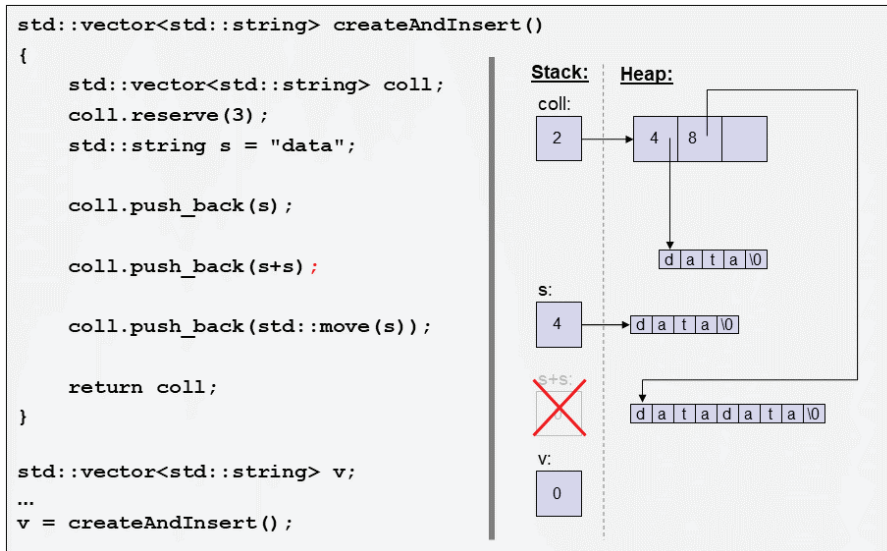 std::vector<std::string> createAndInsert()
{
std::vector<std::string> coll;
coll.reserve(3);
std::string s = "data";
coll.push_back(s);
coll.push_back(s+s);
coll.push_back(std::move(s));
return coll;
}
std::vector<std::string> v;
...
v = createAndInsert();
Stack:
Heap:
coll:
2
4 8
d a t a \0
s:
4
d a t a \0
s+s:
d a t a d a t a \0
v:
0